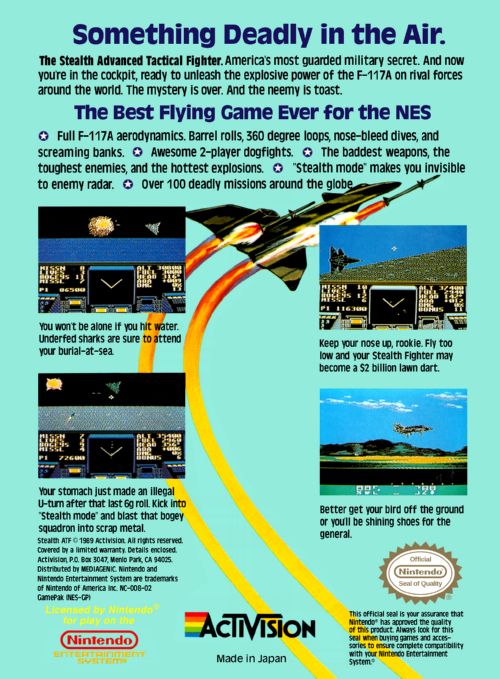 Something Deadly in the Air.
The Stealth Advanced Tactical Fighter. America's most guarded military secret. And now
you're in the cockpit, ready to unleash the explosive power of the F-117A on rival forces
around the world. The mystery is over. And the neemy is toast.
The Best Flying Game Ever for the NES
Full F-117A aerodynamics. Barrel rolls, 360 degree loops, nose-bleed dives, and
screaming banks. Awesome 2-player dogfights. The baddest weapons, the
toughest enemies, and the hottest explosions. "Stealth mode" makes you invisible
to enemy radar. Over 100 deadly missions around the globe
You won't be alone if you hit water.
Underfed sharks are sure to attend
your burial-at-sea.
Keep your nose up, rookie. Fly too
low and your Stealth Fighter may
become a $2 billion lawn dart.
P1 116300
P1 06500
P1 72600
Your stomach just made an illegal
U-turn after that last 6g roll. Kick into
"Stealth mode" and blast that bogey
squadron into scrap metal.
Better get your bird off the ground
or you'll be shining shoes for the
general.
Stealth ATF © 1989 Activision. All rights reserved.
Covered by a limited warranty. Details enclosed.
Activision, P.O. Box 3047, Menlo Park, CA 94025.
Distributed by MEDIAGENIC. Nintendo and
Nintendo Entertainment System are trademarks
of Nintendo of America Inc. NC-008-02
GamePak (NES-GP)
Licensed by Nintendo®
for play on the
Nintendo
ENTERTAINMENT
SYSTEM®
ACTIVISION
Made in Japan
Official
Nintendo
Seal of Quality
This official seal is your assurance that
Nintendo® has approved the quality
of this product. Always look for this
seal when buying games and acces-
sories to ensure complete compatibility
with your Nintendo Entertainment
System.®